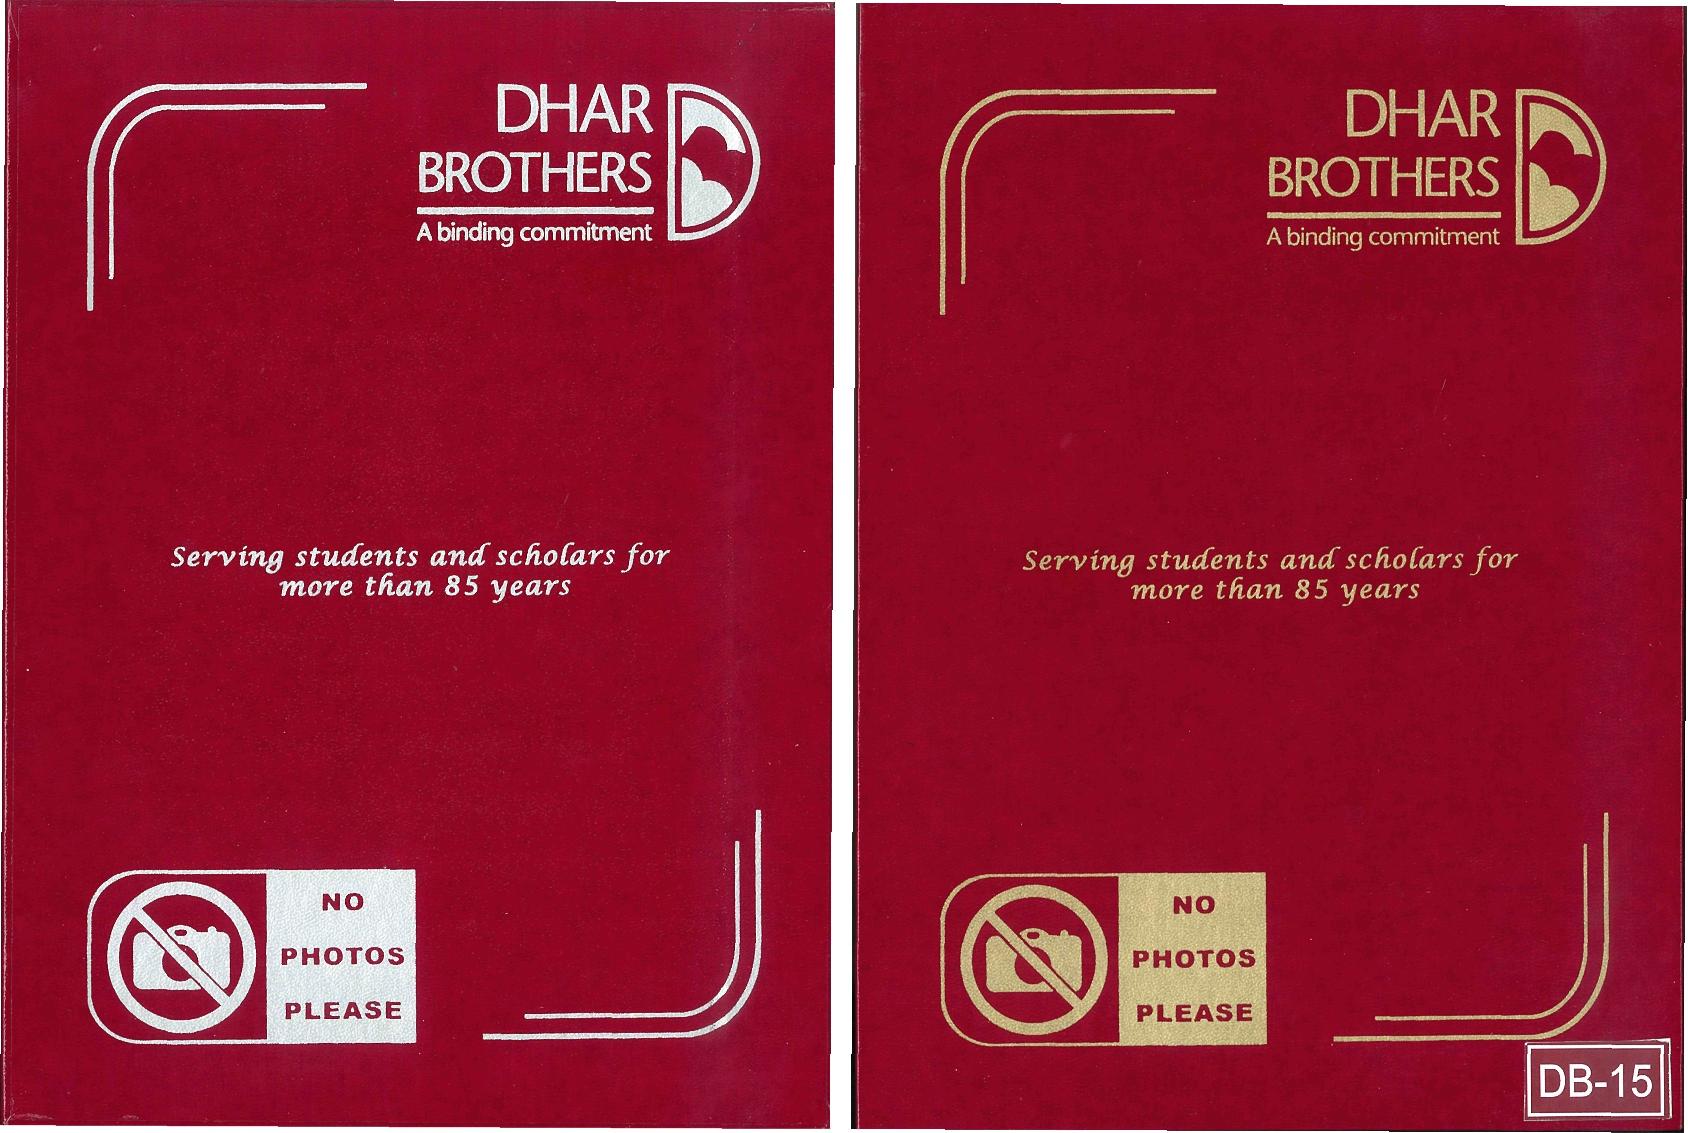 DHAR
BROTHERS
A binding commitment
Serving students and scholars for
more than 85 years
NO
PHOTOS
PLEASE
DHAR
BROTHERS
A binding commitment
Serving students and scholars for
more than 85 years
NO
PHOTOS
PLEASE
DB-15